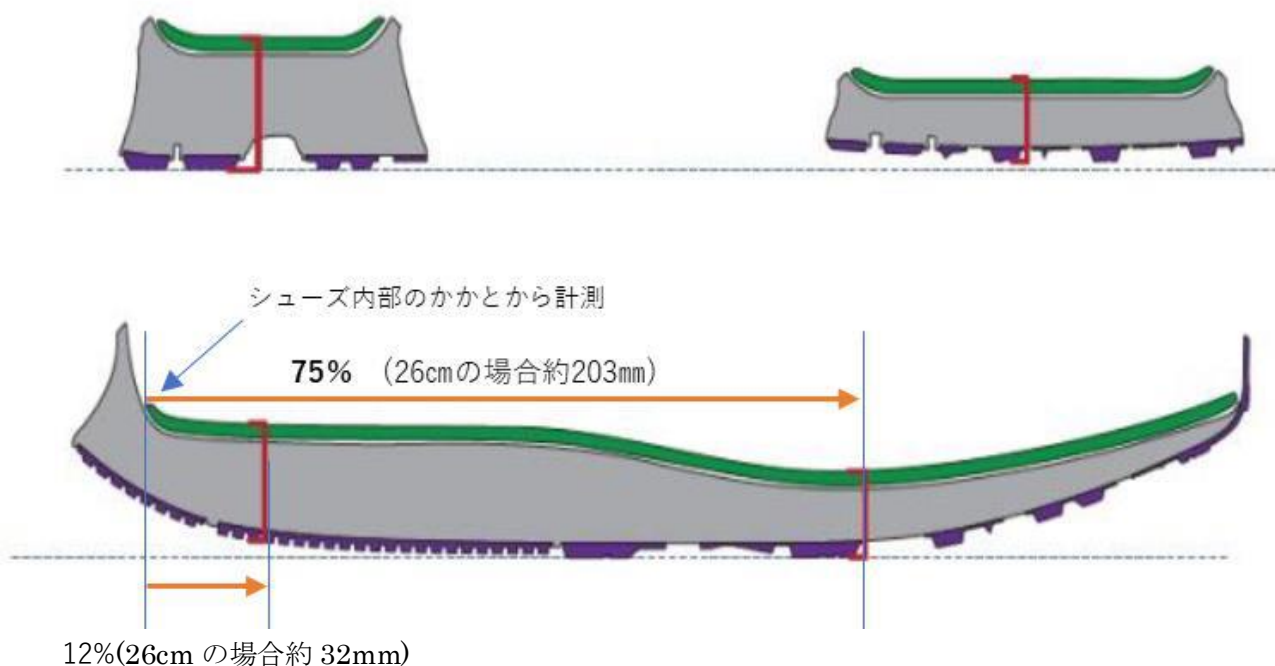 シューズ内部のかかとから計測
75% （26㎝の場合約203㎜）
12%(26cm の場合約 32mm)